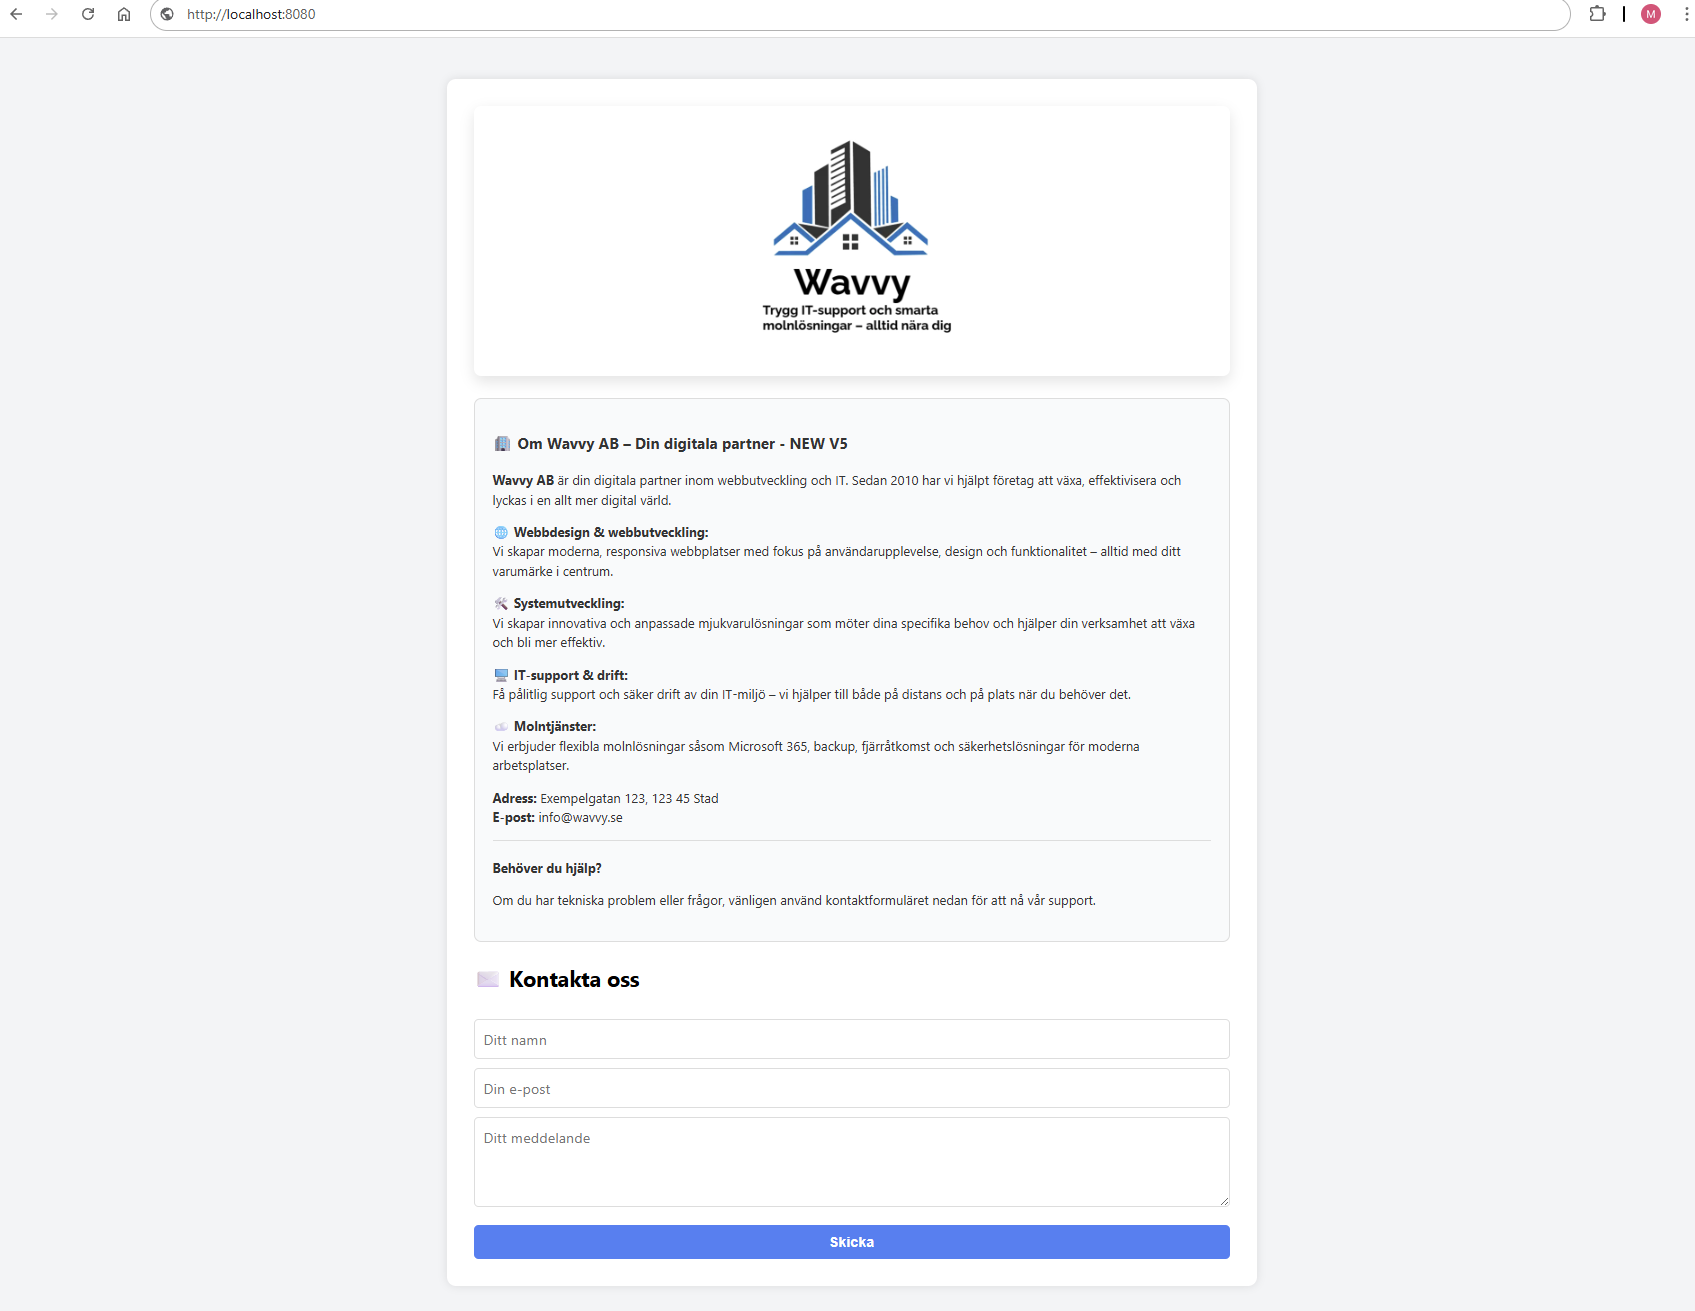 http://localhost:8080
M
Wavvy
Trygg IT-support och smarta
molnlösningar – alltid nära dig
🏢 Om Wavvy AB – Din digitala partner - NEW V5
Wavvy AB är din digitala partner inom webbutveckling och IT. Sedan 2010 har vi hjälpt företag att växa, effektivisera och
lyckas i en allt mer digital värld.
🌐 Webbdesign & webbutveckling:
Vi skapar moderna, responsiva webbplatser med fokus på användarupplevelse, design och funktionalitet – alltid med ditt
varumärke i centrum.
🛠️ Systemutveckling:
Vi skapar innovativa och anpassade mjukvarulösningar som möter dina specifika behov och hjälper din verksamhet att växa
och bli mer effektiv.
🖥️ IT-support & drift:
Få pålitlig support och säker drift av din IT-miljö – vi hjälper till både på distans och på plats när du behöver det.
☁️ Molntjänster:
Vi erbjuder flexibla molnlösningar såsom Microsoft 365, backup, fjärråtkomst och säkerhetslösningar för moderna
arbetsplatser.
Adress: Exempelgatan 123, 123 45 Stad
E-post: info@wavvy.se
Behöver du hjälp?
Om du har tekniska problem eller frågor, vänligen använd kontaktformuläret nedan för att nå vår support.
✉️ Kontakta oss
Ditt namn
Din e-post
Ditt meddelande
Skicka